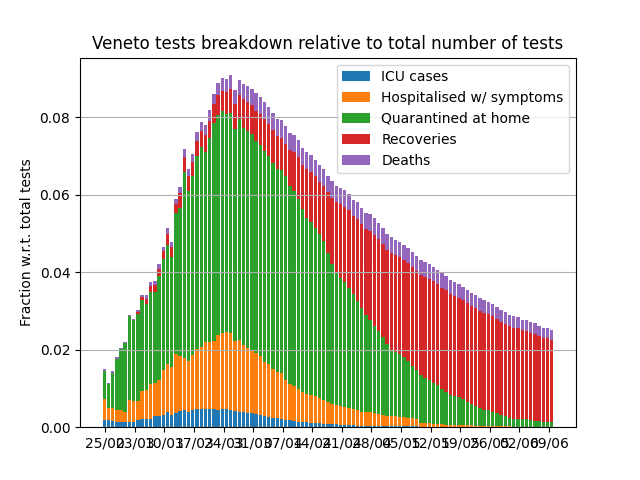 Veneto tests breakdown relative to total number of tests
ICU cases
Hospitalised w/ symptoms
Quarantined at home
Recoveries
Deaths
Fraction w.r.t. total tests
0.08
0.06
0.04
0.02
0.00
25/02 03/03 10/03 17/03 24/03 31/03 07/04 14/04 21/04 28/04 05/05 12/05 19/05 26/05 02/06 09/06